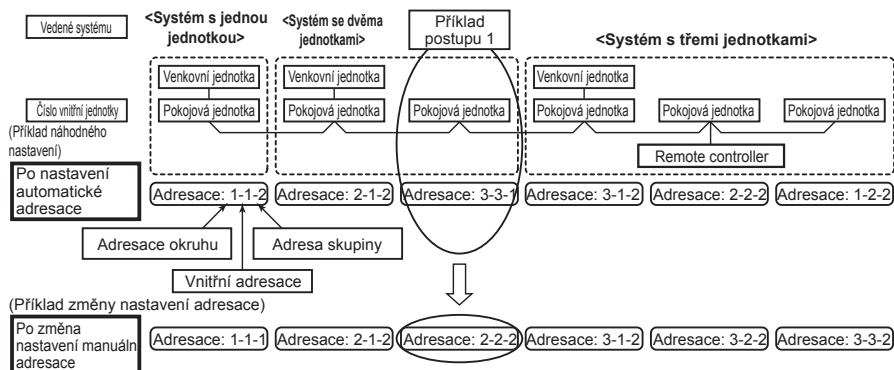 Vedené systému
<Systém s jednou
jednotkou>
<Systém se dvěma
jednotkami>
Příklad
postupu 1
<Systém s třemi jednotkami>
Venkovní jednotka
Venkovní jednotka
Venkovní jednotka
Číslo vnitřní jednotky
Pokojová jednotka
Pokojová jednotka
Pokojová jednotka
Pokojová jednotka
Pokojová jednotka
Pokojová jednotka
(Příklad náhodného
nastavení)
Remote controller
Po nastavení
automatické
adresace
Adresace: 1-1-2
Adresace: 2-1-2
Adresace: 3-3-1
Adresace: 3-1-2
Adresace: 2-2-2
Adresace: 1-2-2
Adresace okruhu
Adresa skupiny
Vnitřní adresace
(Příklad změny nastavení adresace)
Po změna
nastavení manuáln
adresace
Adresace: 1-1-1
Adresace: 2-1-2
Adresace: 2-2-2
Adresace: 3-1-2
Adresace: 3-2-2
Adresace: 3-3-2